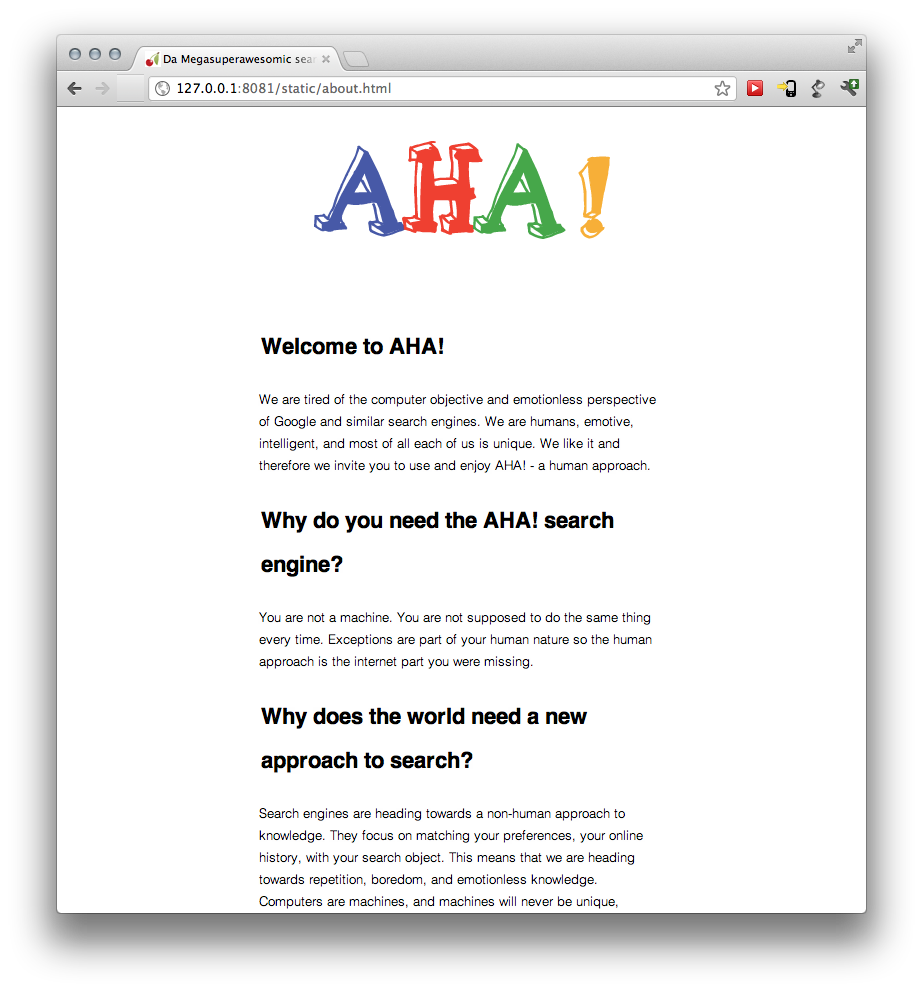 Da Megasuperawesomic sea
127.0.0.1:8081/static/about.html
AHA!
Welcome to AHA!
We are tired of the computer objective and emotionless perspective
of Google and similar search engines. We are humans, emotive,
intelligent, and most of all each of us is unique. We like it and
therefore we invite you to use and enjoy AHA! - a human approach.
Why do you need the AHA! search
engine?
You are not a machine. You are not supposed to do the same thing
every time. Exceptions are part of your human nature so the human
approach is the internet part you were missing.
Why does the world need a new
approach to search?
Search engines are heading towards a non-human approach to
knowledge. They focus on matching your preferences, your online
history, with your search object. This means that we are heading
towards repetition, boredom, and emotionless knowledge.
Computers are machines, and machines will never be unique,